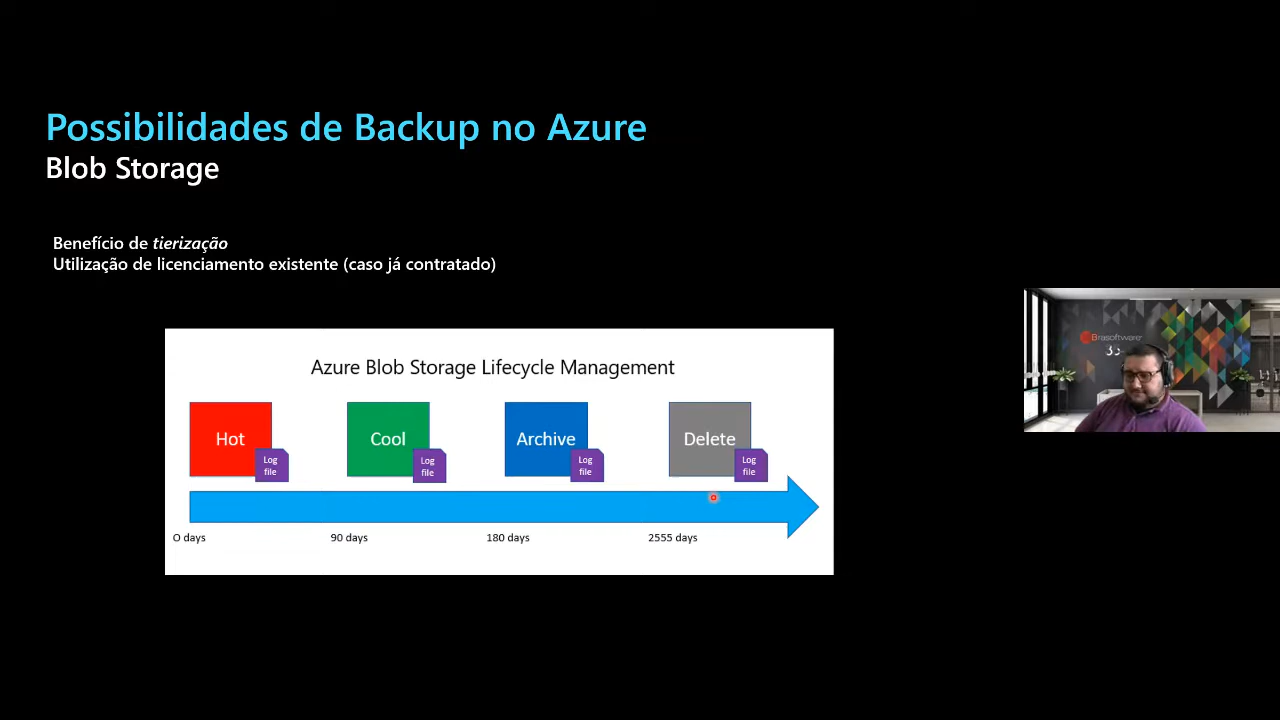 Possibilidades de Backup no Azure
Blob Storage
Benefício de tierização
Utilização de licenciamento existente (caso já contratado)
Azure Blob Storage Lifecycle Management
Hot
Log
file
Cool
Log
file
Archive
Log
file
Delete
Log
file
O days
90 days
180 days
2555 days
Brasoftware